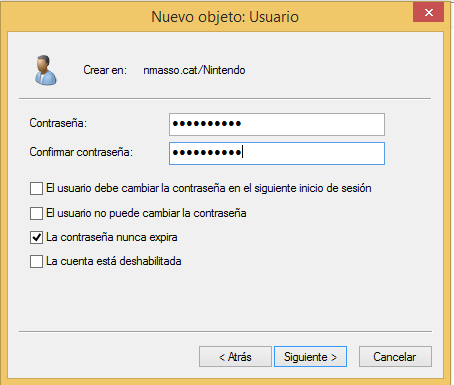 Nuevo objeto: Usuario
Crear en: nmasso.cat/Nintendo
Contraseña: ••••••••••
Confirmar contraseña: ••••••••••
El usuario debe cambiar la contraseña en el siguiente inicio de sesión
El usuario no puede cambiar la contraseña
La contraseña nunca expira
La cuenta está deshabilitada
< Atrás Siguiente > Cancelar